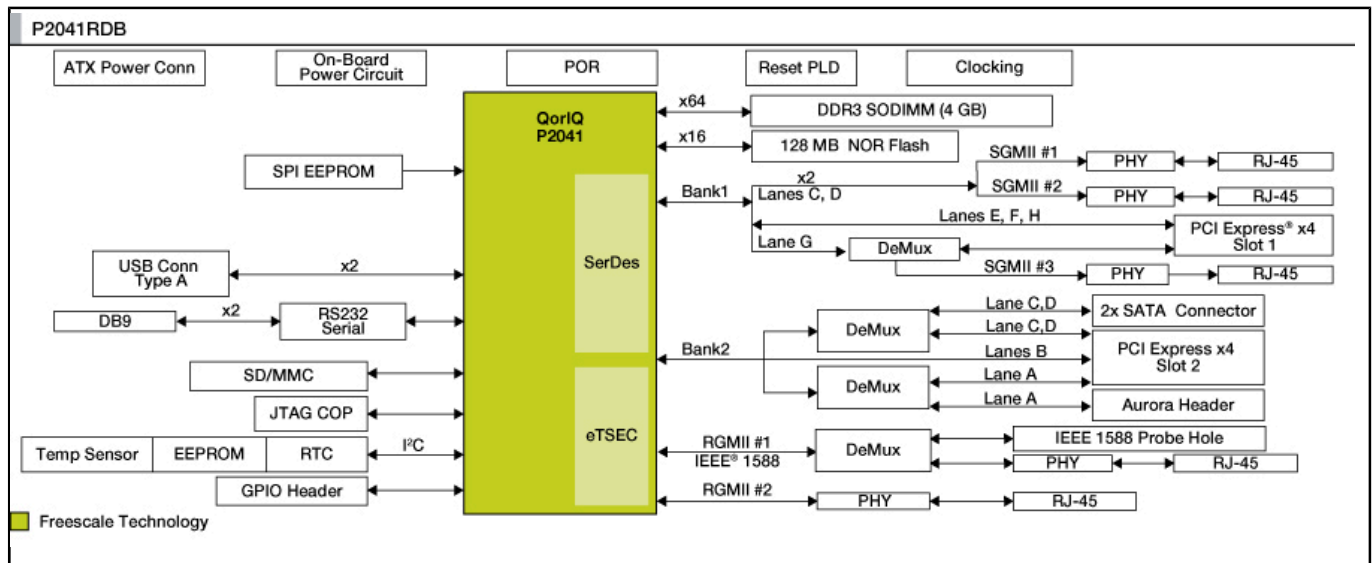 P2041RDB
ATX Power Conn
On-Board
Power Circuit
POR
Reset PLD
Clocking
QorIQ
P2041
x64
DDR3 SODIMM (4 GB)
x16
128 MB NOR Flash
SPI EEPROM
SerDes
Bank1
x2
Lanes C, D
SGMII #1
PHY
RJ-45
SGMII #2
PHY
RJ-45
Lanes E, F, H
PCI Express® x4
Slot 1
Lane G
DeMux
SGMII #3
PHY
RJ-45
USB Conn
Type A
x2
DB9
x2
RS232
Serial
Bank2
DeMux
Lane C,D
2x SATA Connector
Lane C,D
Lanes B
PCI Express x4
Slot 2
DeMux
Lane A
Lane A
Aurora Header
SD/MMC
JTAG COP
eTSEC
Temp Sensor
EEPROM
RTC
I²C
GPIO Header
RGMII #1
IEEE® 1588
DeMux
IEEE 1588 Probe Hole
PHY
RJ-45
RGMII #2
PHY
RJ-45
Freescale Technology